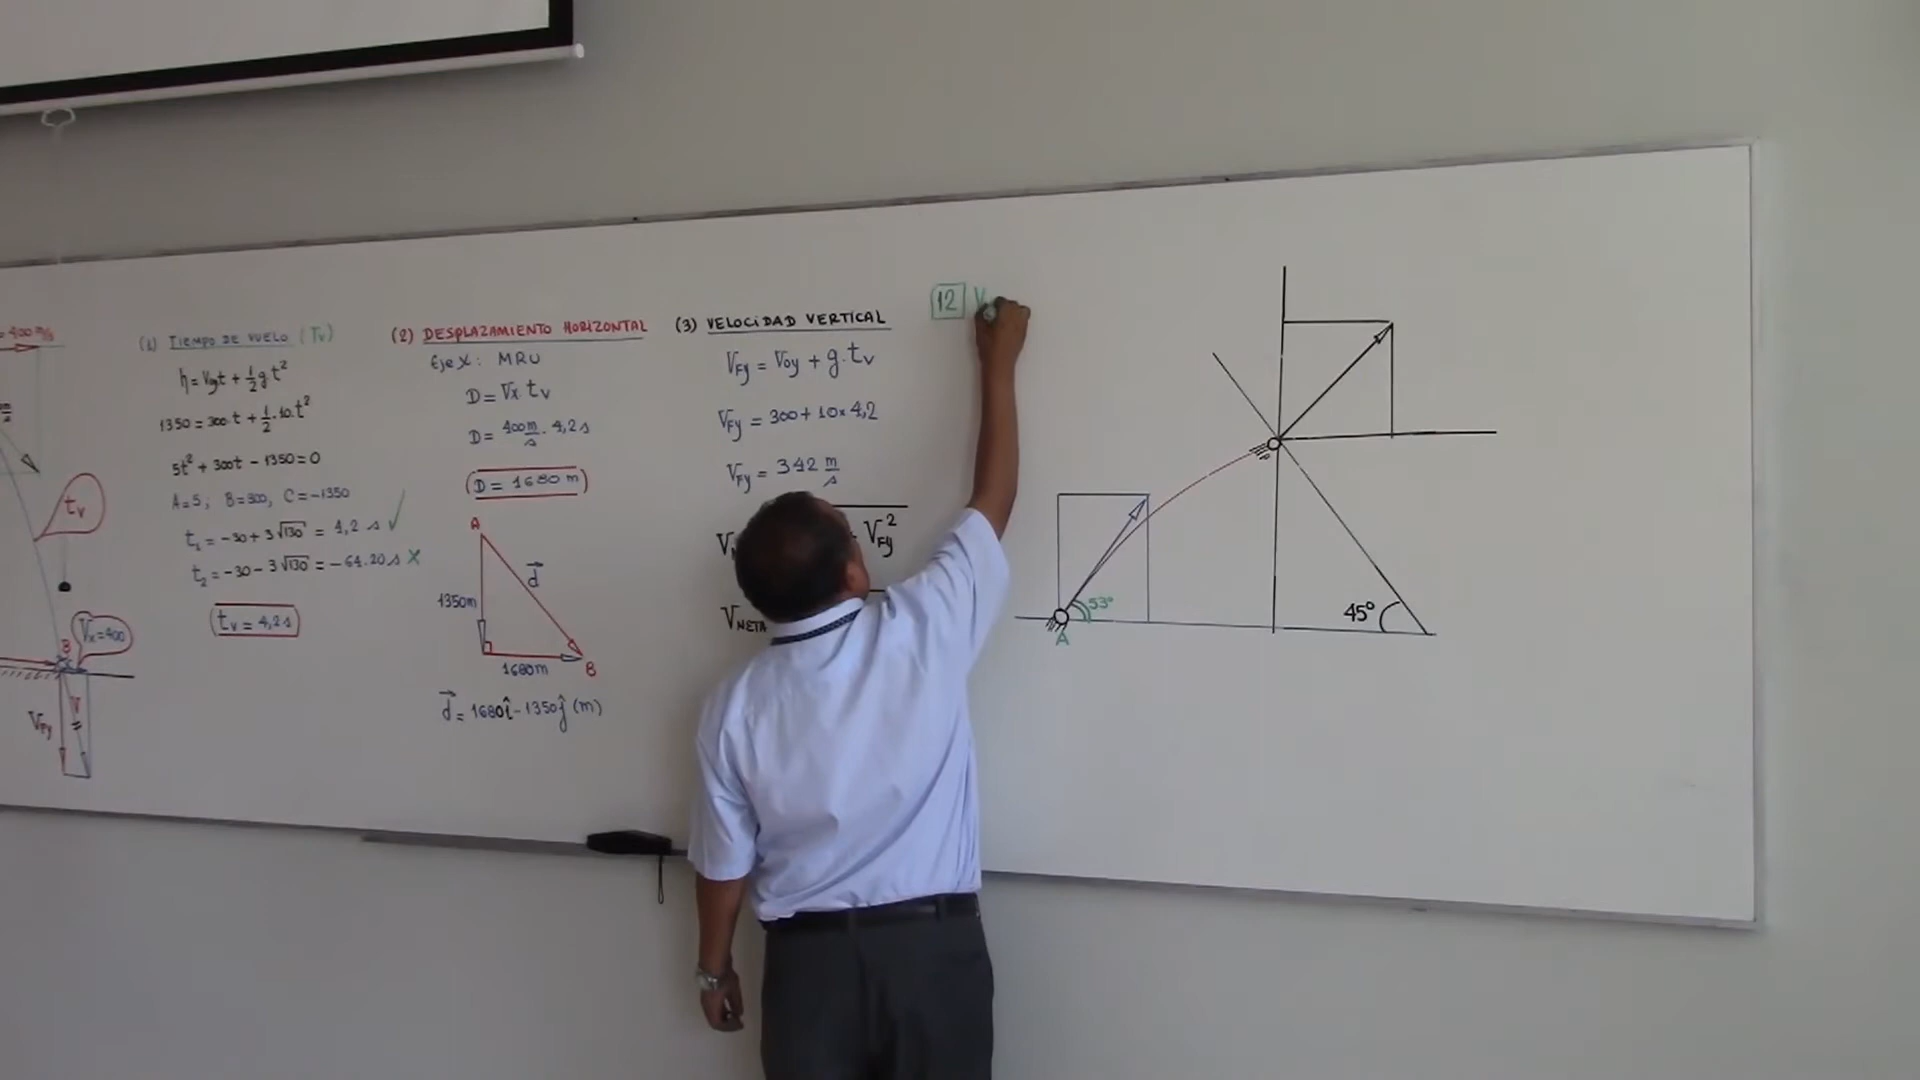 400 m/s
m/s
tv
B
Vx=400
VFy
V
(1) TIEMPO DE VUELO (Tv)
h = Voyt + 1/2 g t²
1350 = 300.t + 1/2.10.t²
5t² + 300t - 1350 = 0
A=5; B=300, C=-1350
t₁ = -30 + 3√130 = 4,2 s ✓
t₂ = -30 - 3√130 = -64.20 s X
tv = 4,2 s
(2) DESPLAZAMIENTO HORIZONTAL
Eje X: MRU
D = Vx.tv
D = 400m/s . 4,2 s
D = 1680 m
A
1350m
d⃗
1680m
B
d⃗ = 1680î - 1350ĵ (m)
(3) VELOCIDAD VERTICAL
VFy = Voy + g.tv
VFy = 300 + 10×4,2
VFy = 342 m/s
VFy²
VNETA
12 V
53°
A
45°